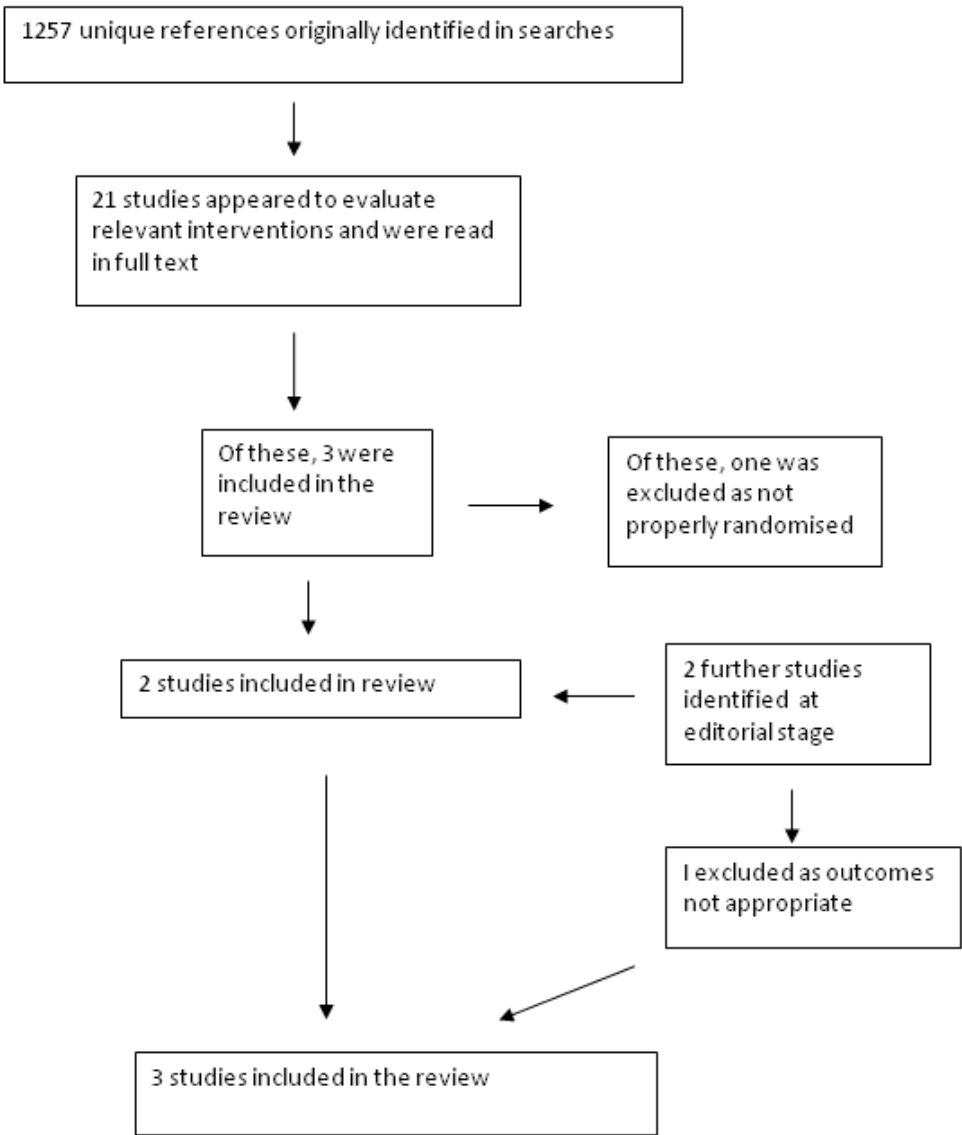 1257 unique references originally identified in searches
21 studies appeared to evaluate
relevant interventions and were read
in full text
Of these, 3 were
included in the
review
Of these, one was
excluded as not
properly randomised
2 studies included in review
2 further studies
identified at
editorial stage
I excluded as outcomes
not appropriate
3 studies included in the review